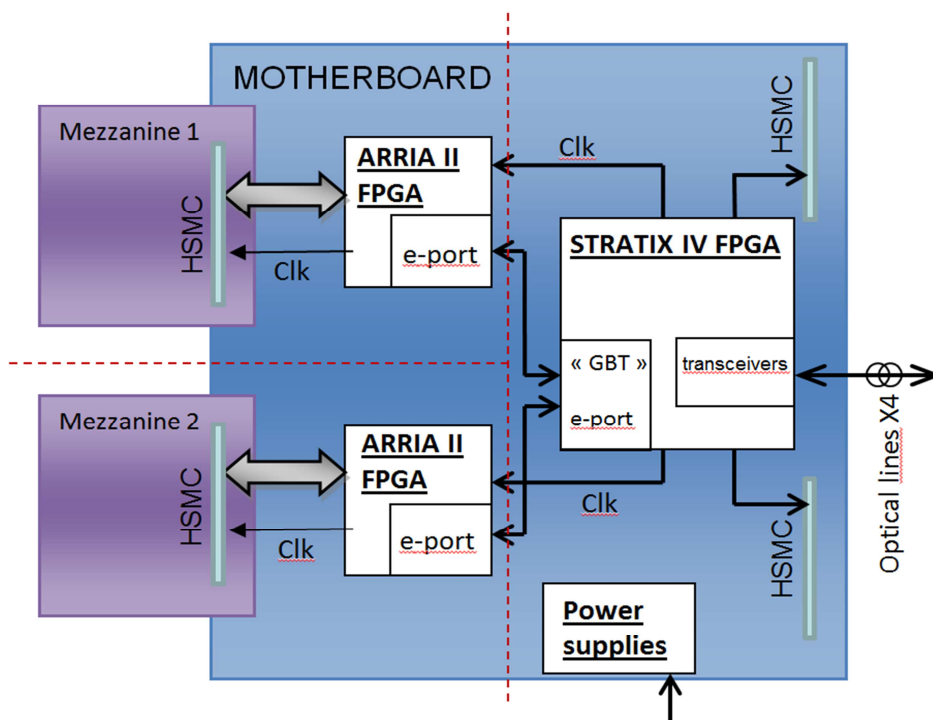 MOTHERBOARD
Mezzanine 1
HSMC
Clk
ARRIA II
FPGA
e-port
Clk
HSMC
STRATIX IV FPGA
« GBT »
e-port
transceivers
Optical lines X4
Mezzanine 2
HSMC
Clk
ARRIA II
FPGA
e-port
Clk
HSMC
Power
supplies